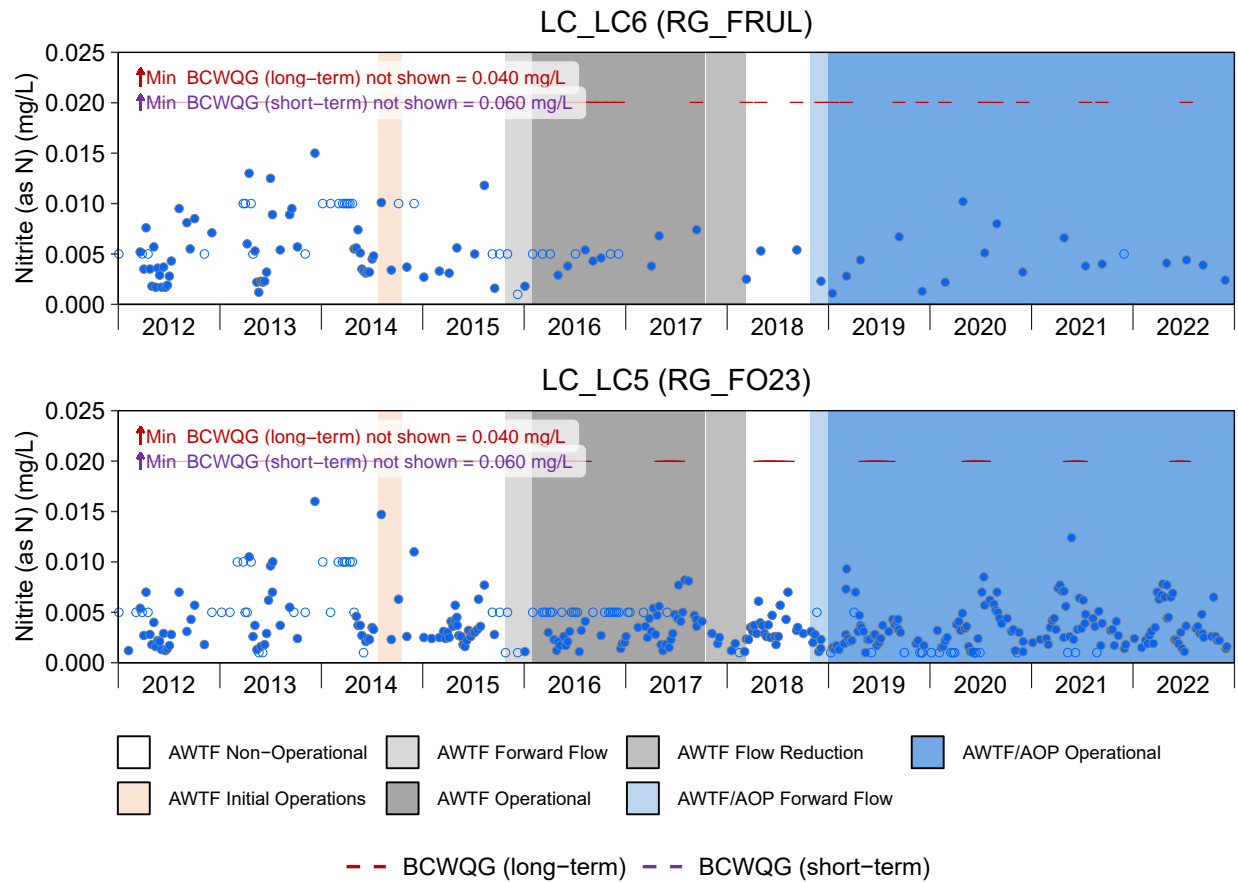 LC_LC6 (RG_FRUL)
Nitrite (as N) (mg/L)
0.025
0.020
0.015
0.010
0.005
0.000
Min BCWQG (long−term) not shown = 0.040 mg/L
Min BCWQG (short−term) not shown = 0.060 mg/L
2012 2013 2014 2015 2016 2017 2018 2019 2020 2021 2022
LC_LC5 (RG_FO23)
Nitrite (as N) (mg/L)
0.025
0.020
0.015
0.010
0.005
0.000
Min BCWQG (long−term) not shown = 0.040 mg/L
Min BCWQG (short−term) not shown = 0.060 mg/L
2012 2013 2014 2015 2016 2017 2018 2019 2020 2021 2022
AWTF Non−Operational AWTF Forward Flow AWTF Flow Reduction AWTF/AOP Operational
AWTF Initial Operations AWTF Operational AWTF/AOP Forward Flow
BCWQG (long−term) BCWQG (short−term)